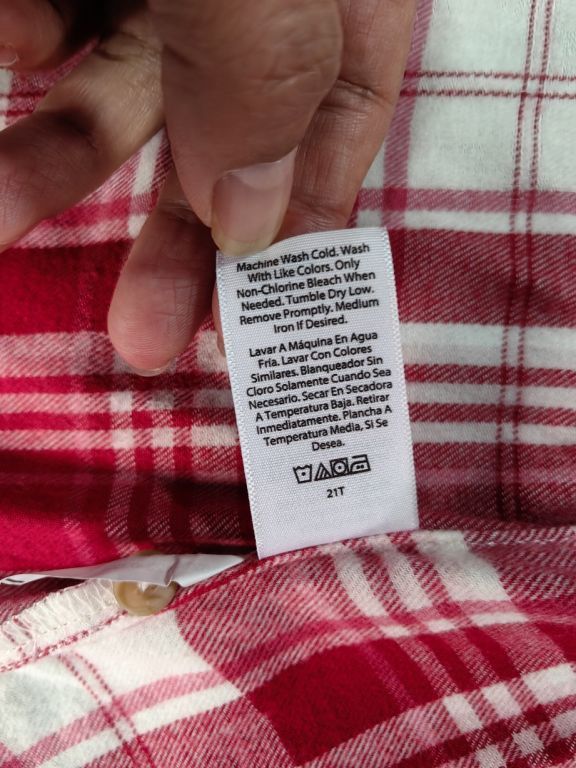 Machine Wash Cold. Wash
With Like Colors. Only
Non-Chlorine Bleach When
Needed. Tumble Dry Low.
Remove Promptly. Medium
Iron If Desired.
Lavar A Máquina En Agua
Fría. Lavar Con Colores
Similares. Blanqueador Sin
Cloro Solamente Cuando Sea
Necesario. Secar En Secadora
A Temperatura Baja. Retirar
Inmediatamente. Plancha A
Temperatura Media, Si Se
Desea.
21T